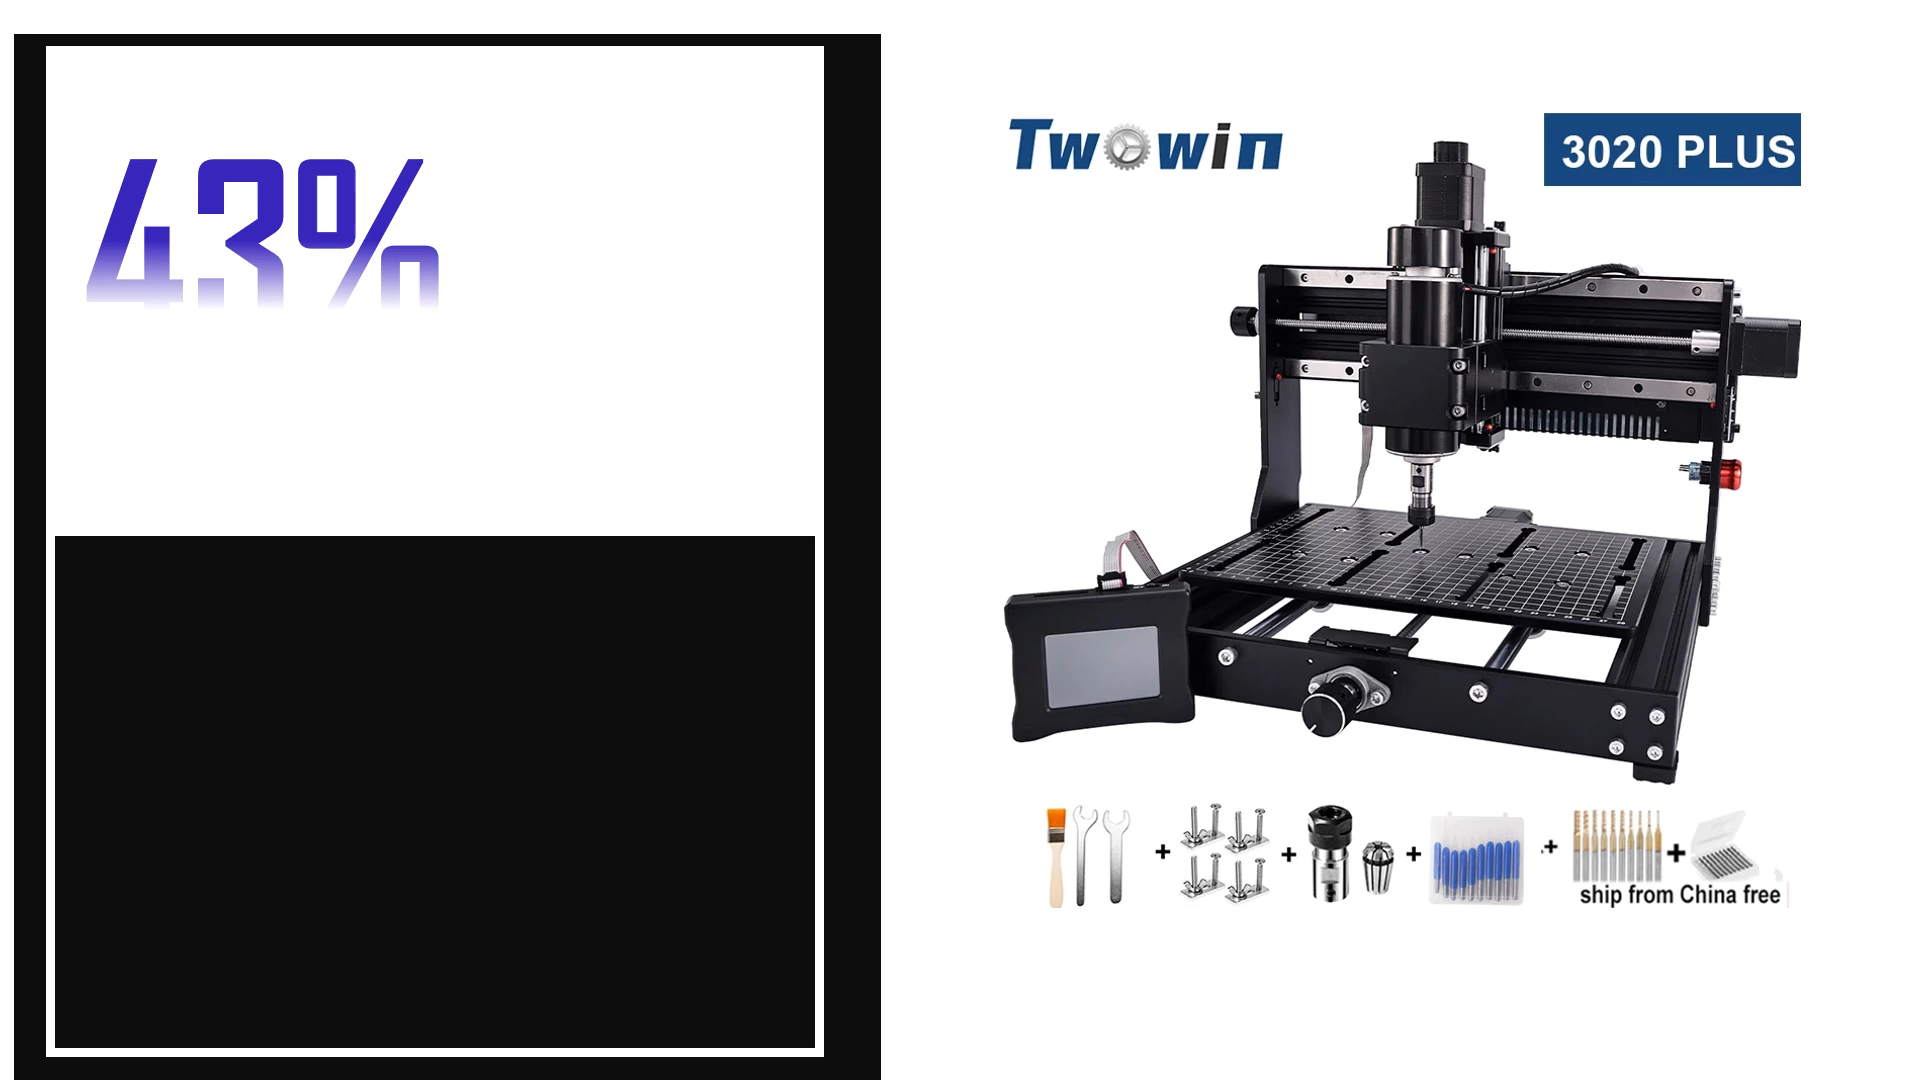 43%
Twowin
3020 PLUS
+ + + + +
ship from China free